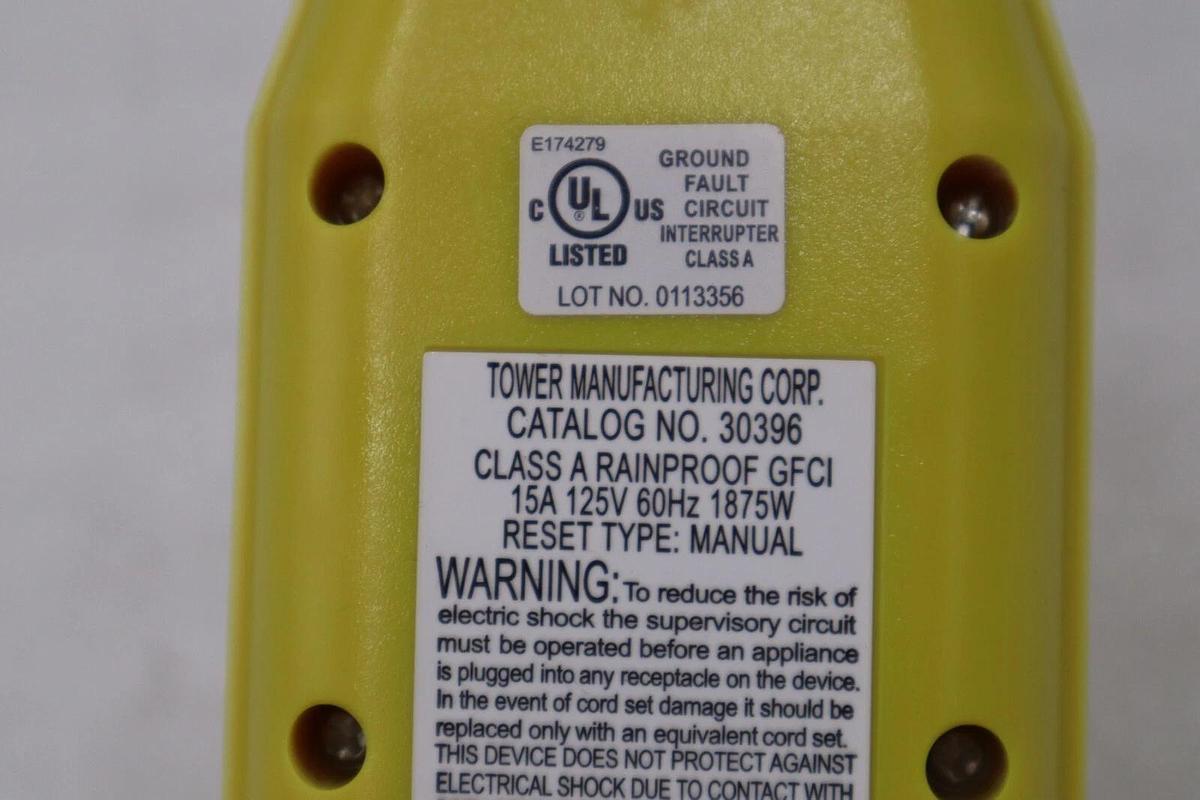 E174279
GROUND
FAULT
C UL® US CIRCUIT
INTERRUPTER
LISTED CLASS A
LOT NO. 0113356
TOWER MANUFACTURING CORP.
CATALOG NO. 30396
CLASS A RAINPROOF GFCI
15A 125V 60Hz 1875W
RESET TYPE: MANUAL
WARNING: To reduce the risk of
electric shock the supervisory circuit
must be operated before an appliance
is plugged into any receptacle on the device.
In the event of cord set damage it should be
replaced only with an equivalent cord set.
THIS DEVICE DOES NOT PROTECT AGAINST
ELECTRICAL SHOCK DUE TO CONTACT WITH